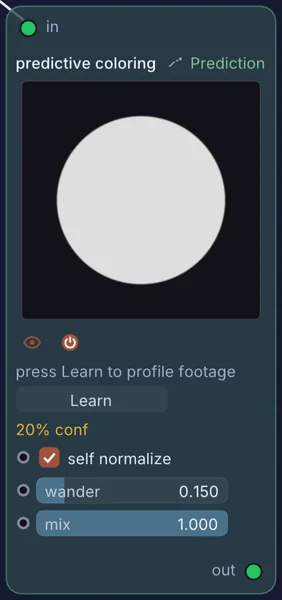 in
predictive coloring Prediction
press Learn to profile footage
Learn
20% conf
self normalize
wander 0.150
mix 1.000
out